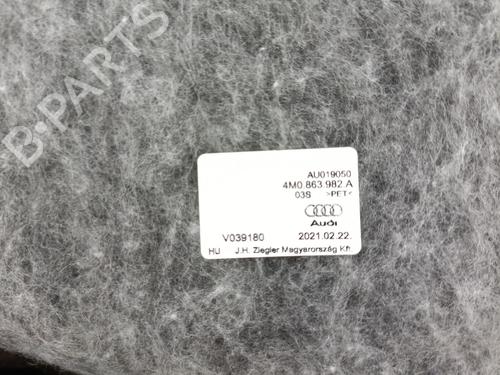 B-PARTS
AU019050
4M0 863 982 A
03S >PET<
Audi
V039180 2021.02.22.
HU J.H. Ziegler Magyarország Kft